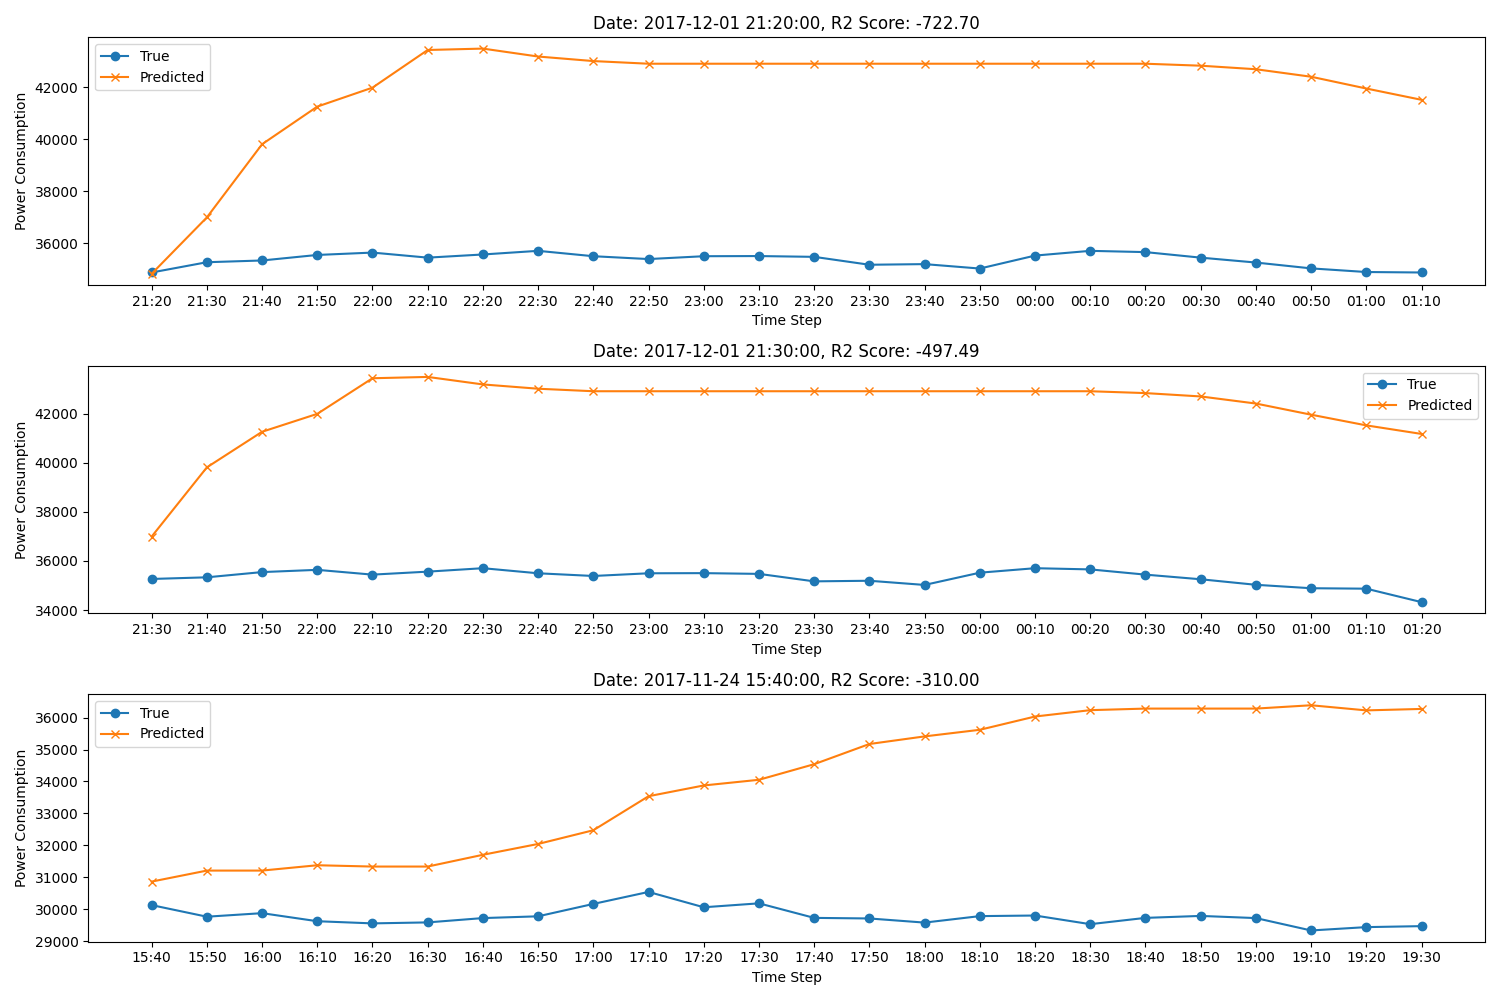 Date: 2017-12-01 21:20:00, R2 Score: -722.70
True
Predicted
Power Consumption
42000
40000
38000
36000
21:20 21:30 21:40 21:50 22:00 22:10 22:20 22:30 22:40 22:50 23:00 23:10 23:20 23:30 23:40 23:50 00:00 00:10 00:20 00:30 00:40 00:50 01:00 01:10
Time Step
Date: 2017-12-01 21:30:00, R2 Score: -497.49
True
Predicted
Power Consumption
42000
40000
38000
36000
34000
21:30 21:40 21:50 22:00 22:10 22:20 22:30 22:40 22:50 23:00 23:10 23:20 23:30 23:40 23:50 00:00 00:10 00:20 00:30 00:40 00:50 01:00 01:10 01:20
Time Step
Date: 2017-11-24 15:40:00, R2 Score: -310.00
True
Predicted
Power Consumption
36000
35000
34000
33000
32000
31000
30000
29000
15:40 15:50 16:00 16:10 16:20 16:30 16:40 16:50 17:00 17:10 17:20 17:30 17:40 17:50 18:00 18:10 18:20 18:30 18:40 18:50 19:00 19:10 19:20 19:30
Time Step